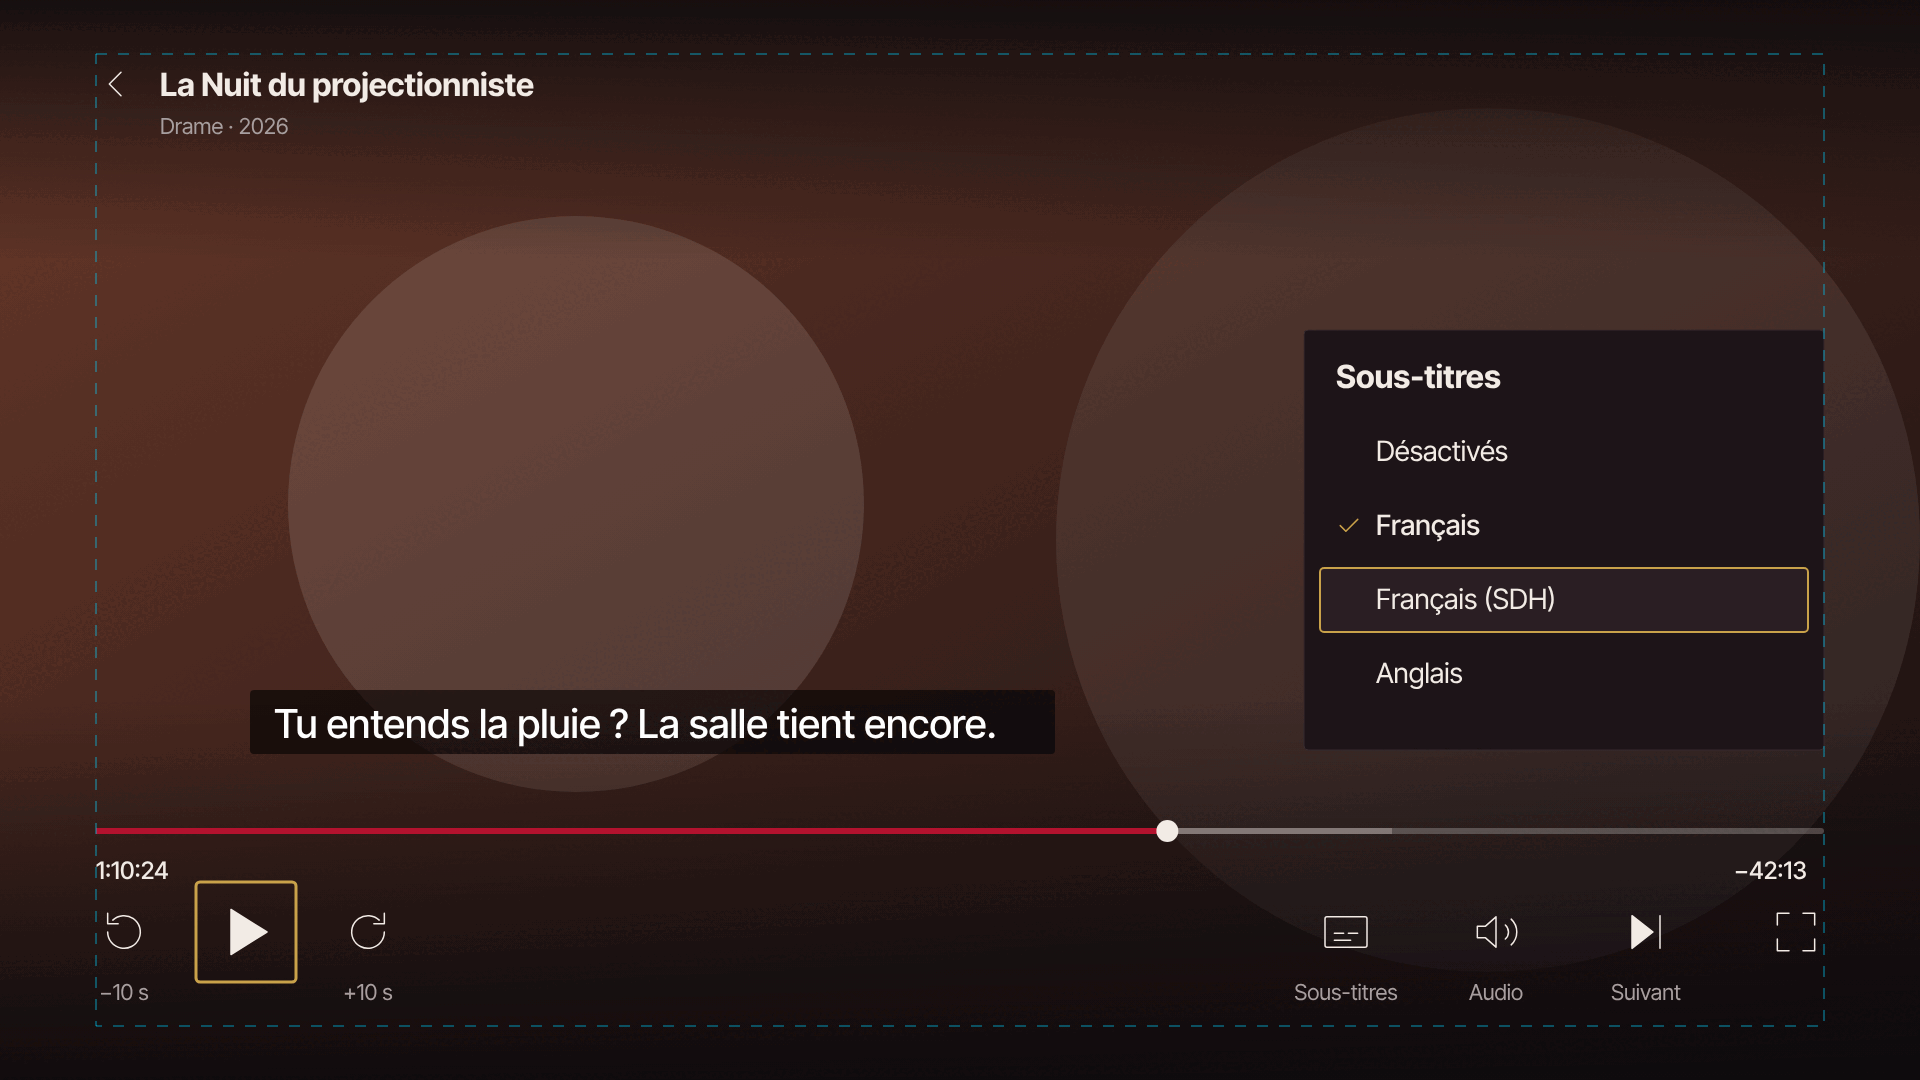 La Nuit du projectionniste
Drame · 2026
Sous-titres
Désactivés
Français
Français (SDH)
Anglais
Tu entends la pluie ? La salle tient encore.
1:10:24
−42:13
−10 s
+10 s
Sous-titres
Audio
Suivant